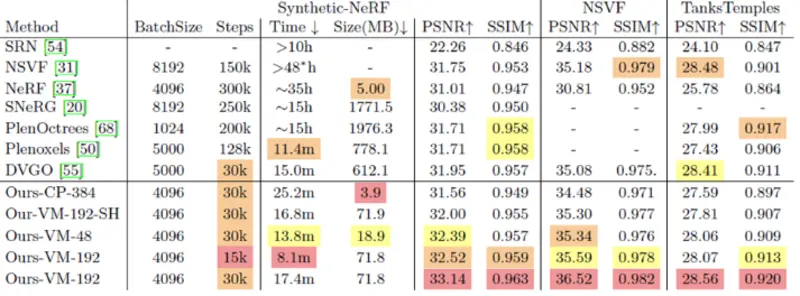 Synthetic-NeRF NSVF TanksTemples
Method BatchSize Steps Time ↓ Size(MB)↓ PSNR↑ SSIM↑ PSNR↑ SSIM↑ PSNR↑ SSIM↑
SRN [54] - - >10h - 22.26 0.846 24.33 0.882 24.10 0.847
NSVF [31] 8192 150k >48*h - 31.75 0.953 35.18 0.979 28.48 0.901
NeRF [37] 4096 300k ~35h 5.00 31.01 0.947 30.81 0.952 25.78 0.864
SNeRG [20] 8192 250k ~15h 1771.5 30.38 0.950 - - - -
PlenOctrees [68] 1024 200k ~15h 1976.3 31.71 0.958 - - 27.99 0.917
Plenoxels [50] 5000 128k 11.4m 778.1 31.71 0.958 - - 27.43 0.906
DVGO [55] 5000 30k 15.0m 612.1 31.95 0.957 35.08 0.975. 28.41 0.911
Ours-CP-384 4096 30k 25.2m 3.9 31.56 0.949 34.48 0.971 27.59 0.897
Our-VM-192-SH 4096 30k 16.8m 71.9 32.00 0.955 35.30 0.977 27.81 0.907
Ours-VM-48 4096 30k 13.8m 18.9 32.39 0.957 35.34 0.976 28.06 0.909
Ours-VM-192 4096 15k 8.1m 71.8 32.52 0.959 35.59 0.978 28.07 0.913
Ours-VM-192 4096 30k 17.4m 71.8 33.14 0.963 36.52 0.982 28.56 0.920